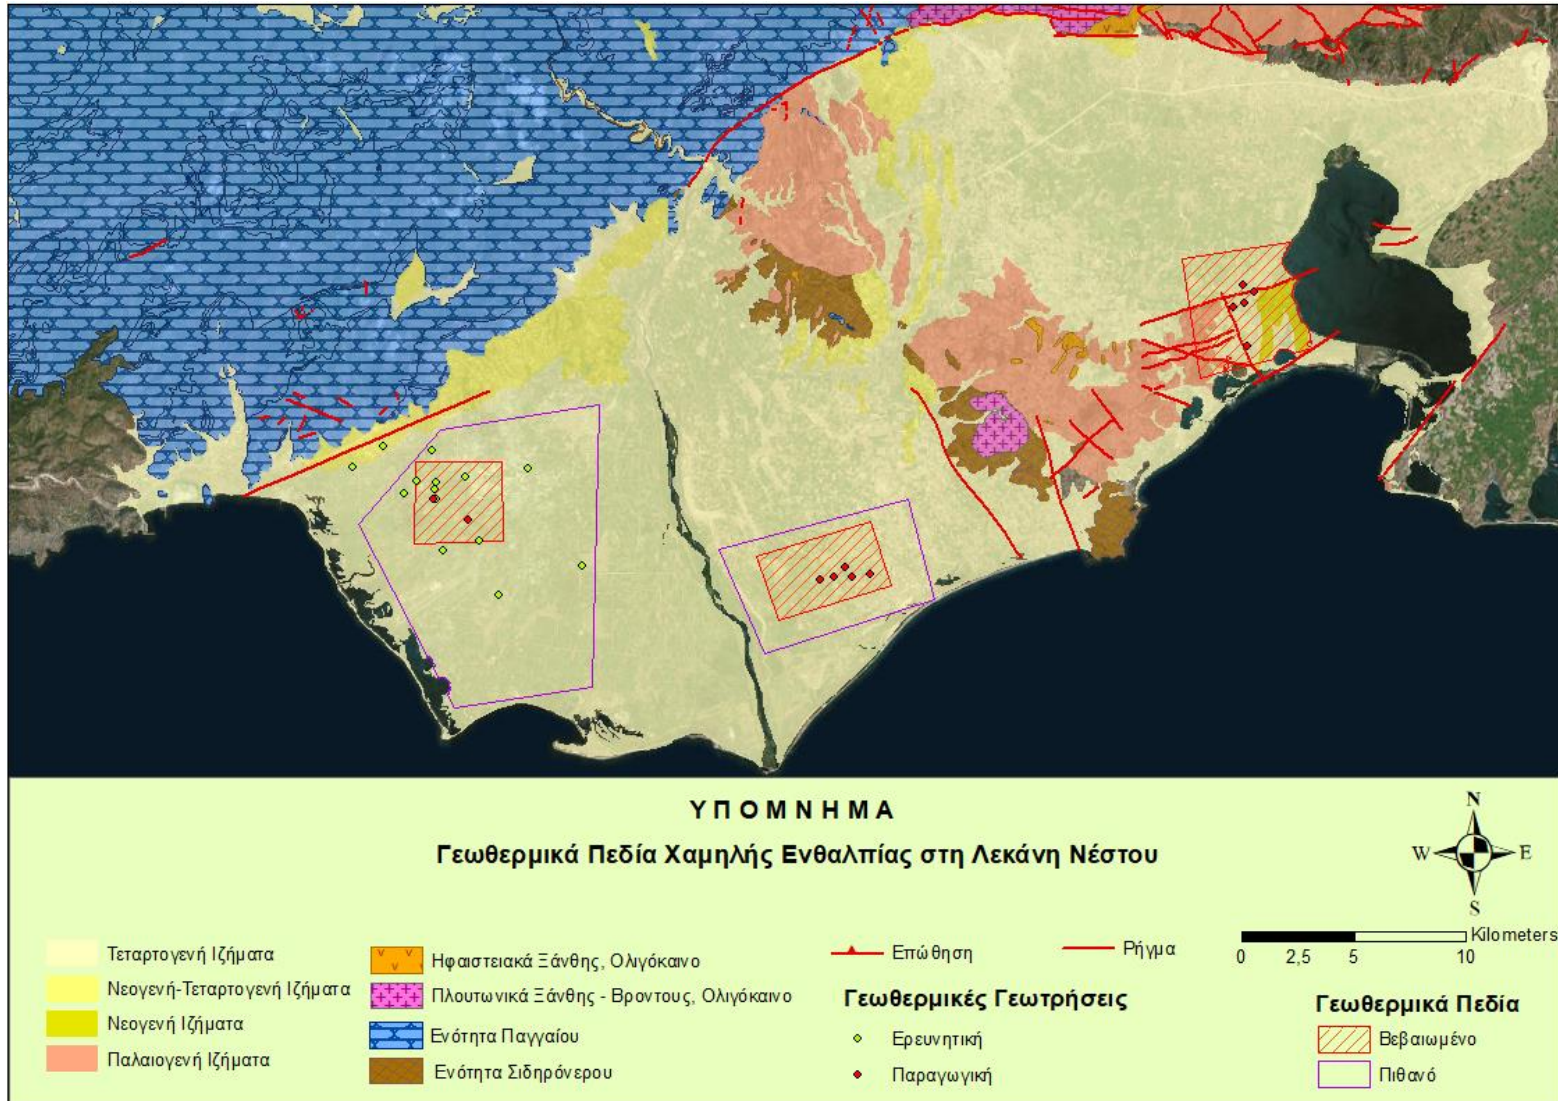 Υ Π Ο Μ Ν Η Μ Α
Γεωθερμικά Πεδία Χαμηλής Ενθαλπίας στη Λεκάνη Νέστου
N
W E
S
Τεταρτογενή Ιζήματα
Νεογενή-Τεταρτογενή Ιζήματα
Νεογενή Ιζήματα
Παλαιογενή Ιζήματα
Ηφαιστειακά Ξάνθης, Ολιγόκαινο
Πλουτωνικά Ξάνθης - Βροντους, Ολιγόκαινο
Ενότητα Παγγαίου
Ενότητα Σιδηρόνερου
Επώθηση
Ρήγμα
Γεωθερμικές Γεωτρήσεις
Ερευνητική
Παραγωγική
Kilometers
0 2,5 5 10
Γεωθερμικά Πεδία
Βεβαιωμένο
Πιθανό